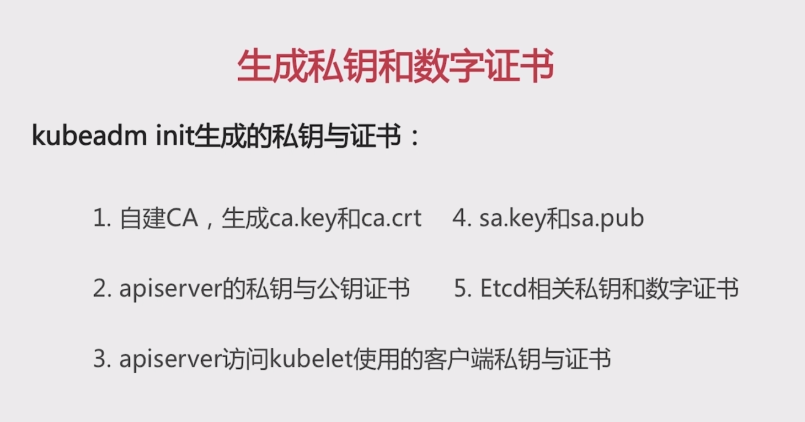 生成私钥和数字证书
kubeadm init生成的私钥与证书：
1. 自建CA，生成ca.key和ca.crt
4. sa.key和sa.pub
2. apiserver的私钥与公钥证书
5. Etcd相关私钥和数字证书
3. apiserver访问kubelet使用的客户端私钥与证书